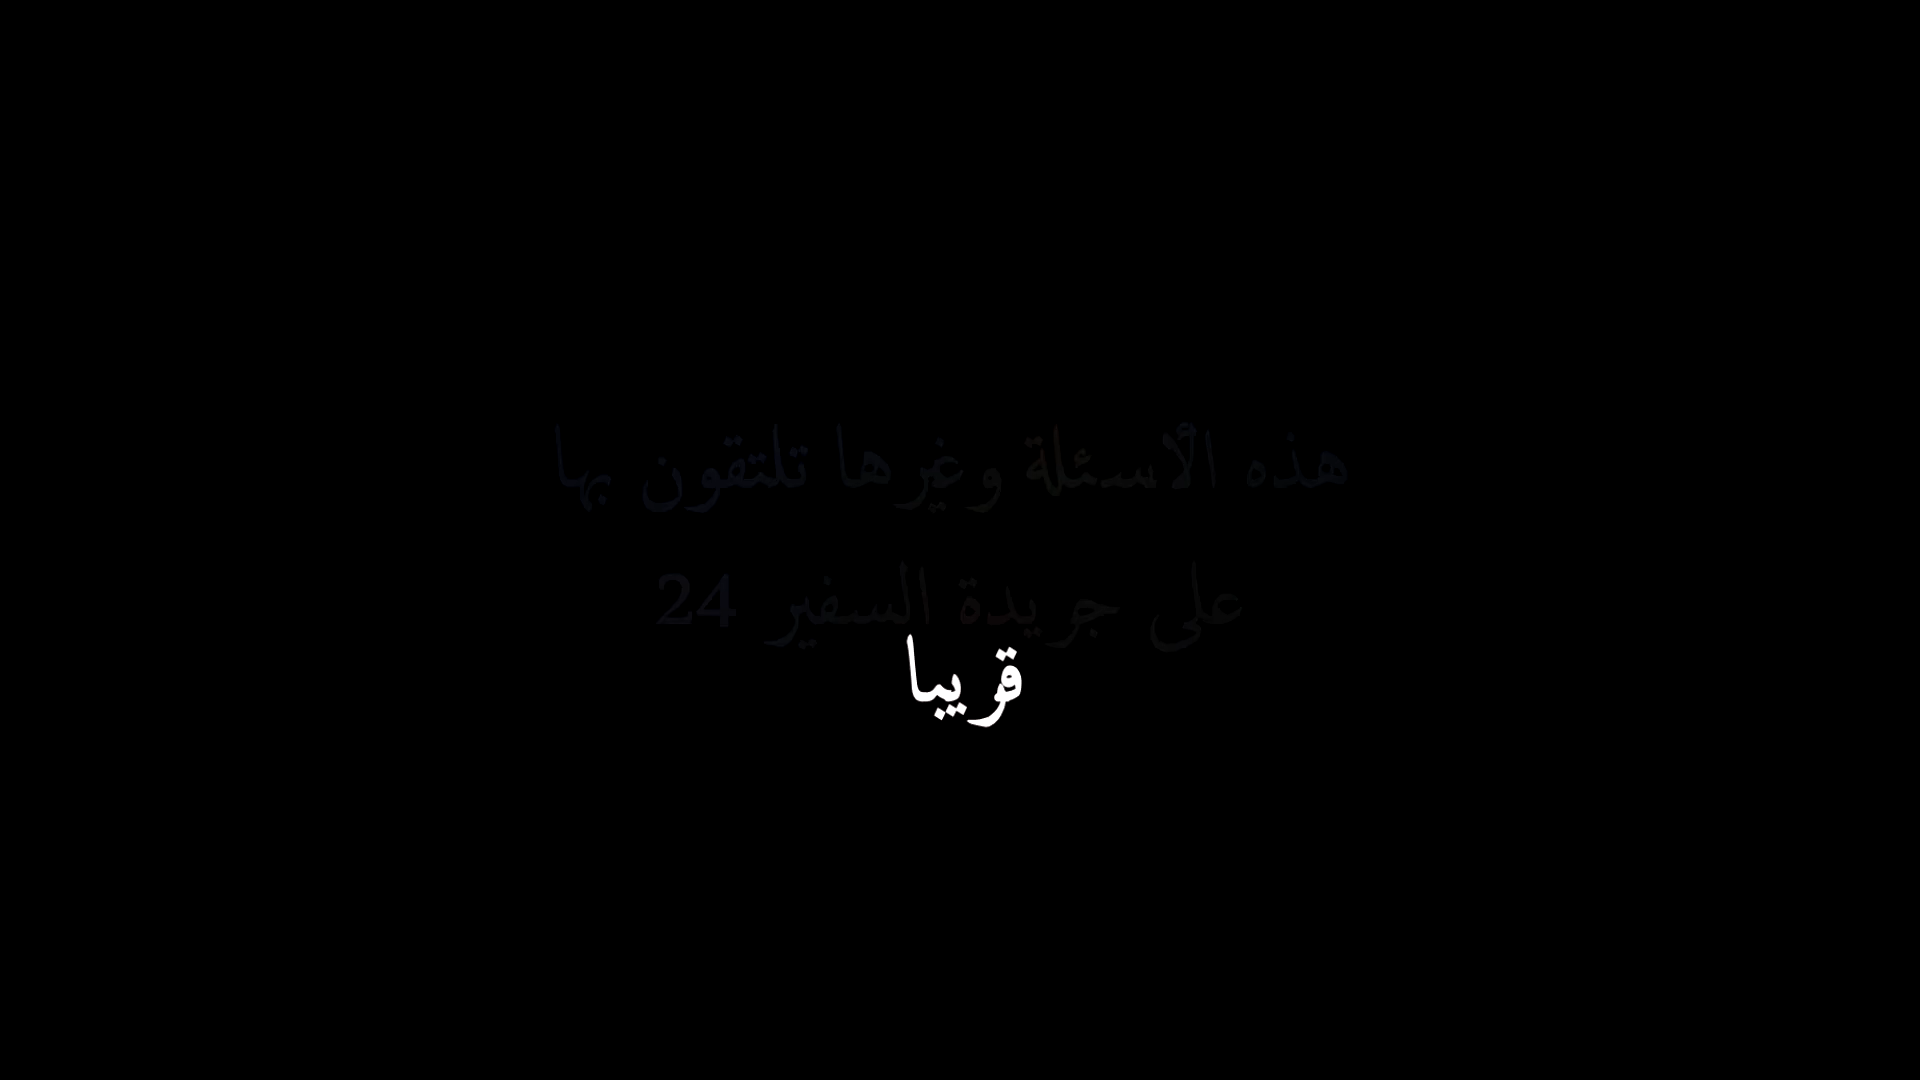 هذه الأسئلة وغيرها تلتقون بها
على جريدة السفير 24
قريبا